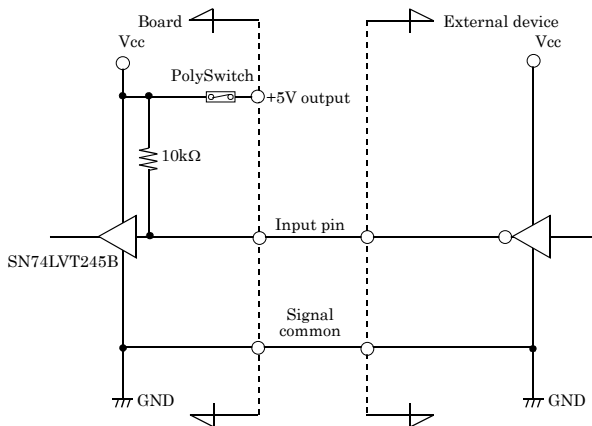 Board
External device
Vcc
Vcc
PolySwitch
+5V output
10kΩ
Input pin
SN74LVT245B
Signal
common
GND
GND